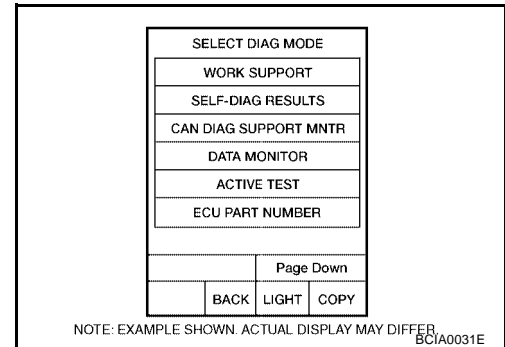 SELECT DIAG MODE
WORK SUPPORT
SELF-DIAG RESULTS
CAN DIAG SUPPORT MNTR
DATA MONITOR
ACTIVE TEST
ECU PART NUMBER
Page Down
BACK LIGHT COPY
NOTE: EXAMPLE SHOWN. ACTUAL DISPLAY MAY DIFFER.
BCIA0031E